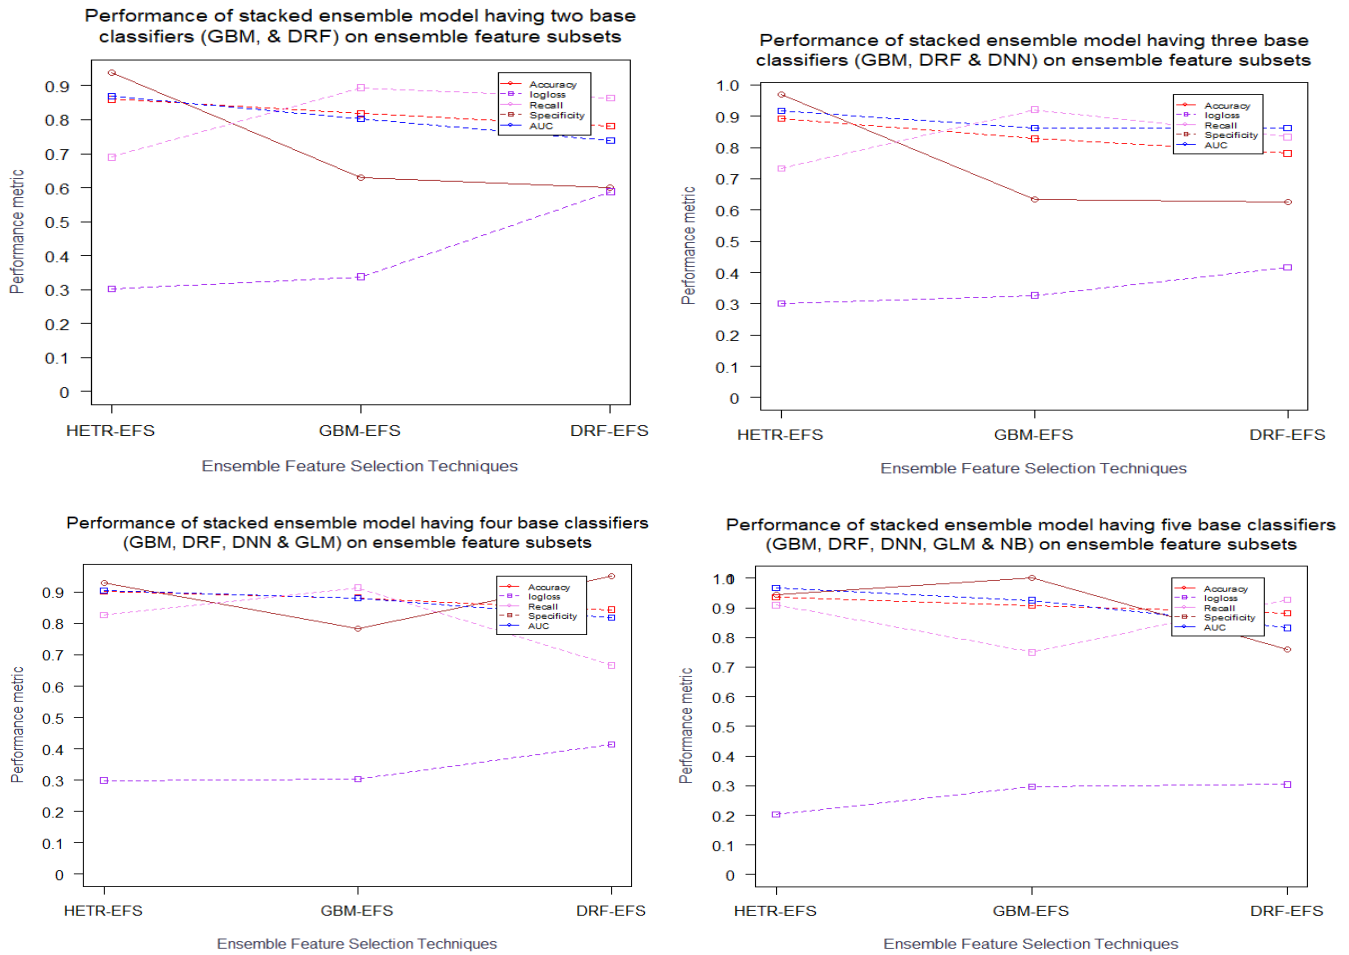 Performance of stacked ensemble model having two base
classifiers (GBM, & DRF) on ensemble feature subsets
Performance metric
0.9
0.8
0.7
0.6
0.5
0.4
0.3
0.2
0.1
0
Accuracy
logloss
Recall
Specificity
AUC
HETR-EFS
GBM-EFS
DRF-EFS
Ensemble Feature Selection Techniques
Performance of stacked ensemble model having three base
classifiers (GBM, DRF & DNN) on ensemble feature subsets
Performance metric
1.0
0.9
0.8
0.7
0.6
0.5
0.4
0.3
0.2
0.1
0
Accuracy
logloss
Recall
Specificity
AUC
HETR-EFS
GBM-EFS
DRF-EFS
Ensemble Feature Selection Techniques
Performance of stacked ensemble model having four base classifiers
(GBM, DRF, DNN & GLM) on ensemble feature subsets
Performance metric
0.9
0.8
0.7
0.6
0.5
0.4
0.3
0.2
0.1
0
Accuracy
logloss
Recall
Specificity
AUC
HETR-EFS
GBM-EFS
DRF-EFS
Ensemble Feature Selection Techniques
Performance of stacked ensemble model having five base classifiers
(GBM, DRF, DNN, GLM & NB) on ensemble feature subsets
Performance metric
1.0
0.9
0.8
0.7
0.6
0.5
0.4
0.3
0.2
0.1
0
Accuracy
logloss
Recall
Specificity
AUC
HETR-EFS
GBM-EFS
DRF-EFS
Ensemble Feature Selection Techniques